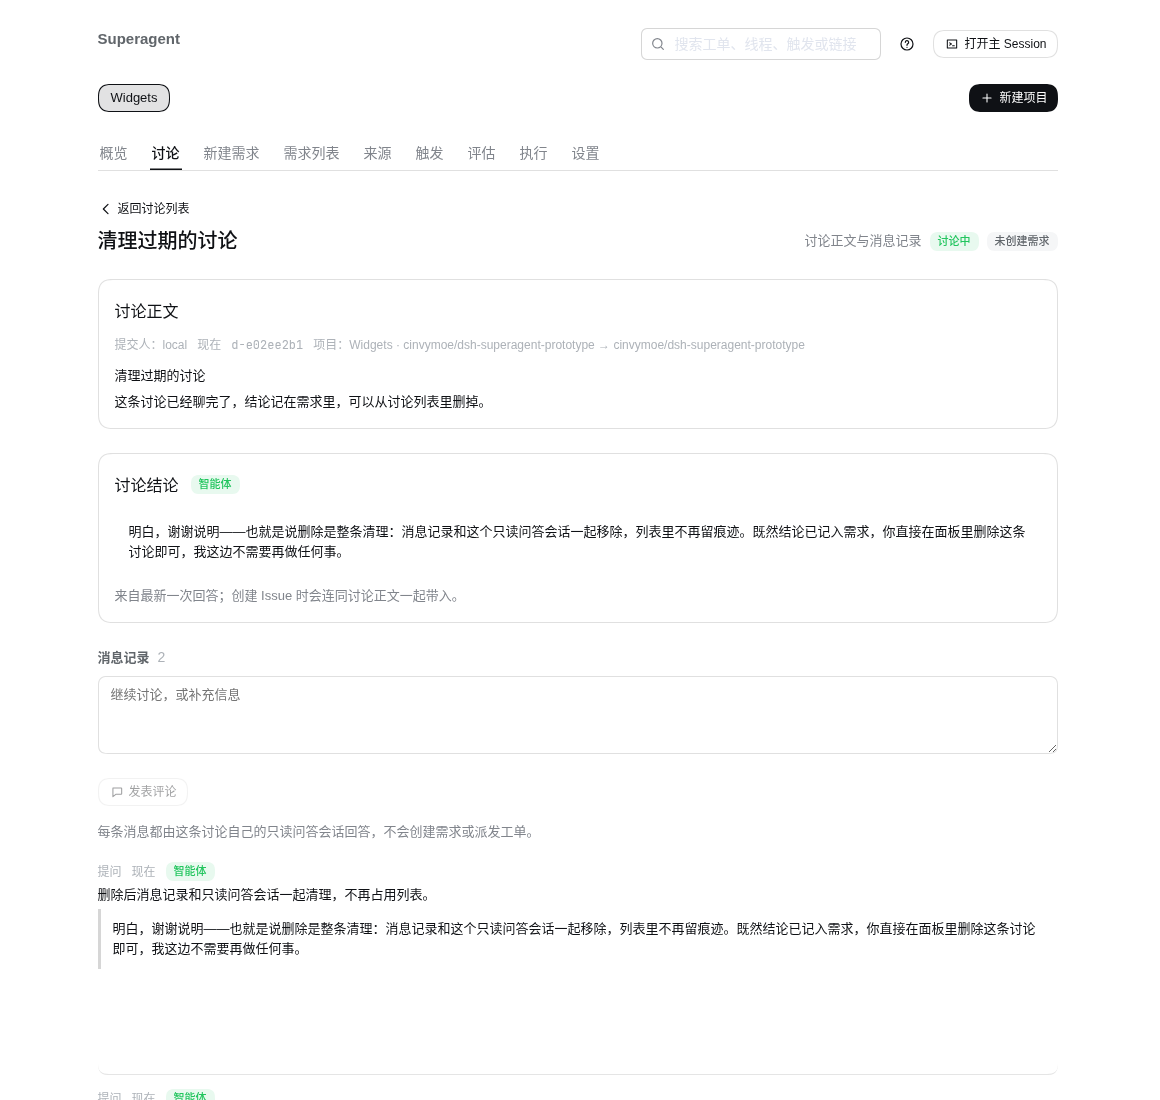 Superagent
搜索工单、线程、触发或链接
打开主 Session
Widgets
新建项目
概览 讨论 新建需求 需求列表 来源 触发 评估 执行 设置
返回讨论列表
清理过期的讨论
讨论正文与消息记录 讨论中 未创建需求
讨论正文
提交人：local 现在 d-e02ee2b1 项目：Widgets · cinvymoe/dsh-superagent-prototype → cinvymoe/dsh-superagent-prototype
清理过期的讨论
这条讨论已经聊完了，结论记在需求里，可以从讨论列表里删掉。
讨论结论 智能体
明白，谢谢说明——也就是说删除是整条清理：消息记录和这个只读问答会话一起移除，列表里不再留痕迹。既然结论已记入需求，你直接在面板里删除这条
讨论即可，我这边不需要再做任何事。
来自最新一次回答；创建 Issue 时会连同讨论正文一起带入。
消息记录 2
继续讨论，或补充信息
发表评论
每条消息都由这条讨论自己的只读问答会话回答，不会创建需求或派发工单。
提问 现在 智能体
删除后消息记录和只读问答会话一起清理，不再占用列表。
明白，谢谢说明——也就是说删除是整条清理：消息记录和这个只读问答会话一起移除，列表里不再留痕迹。既然结论已记入需求，你直接在面板里删除这条讨论
即可，我这边不需要再做任何事。
提问 现在 智能体